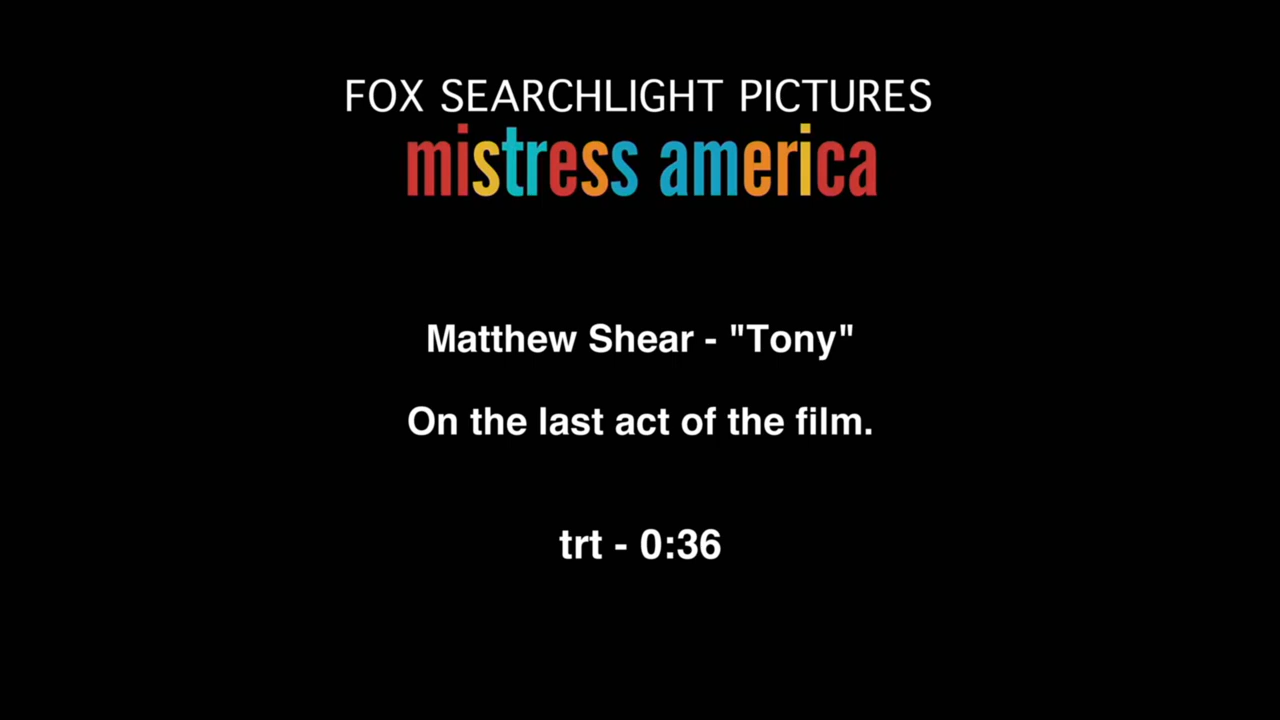 FOX SEARCHLIGHT PICTURES
mistress america
Matthew Shear - "Tony"
On the last act of the film.
trt - 0:36